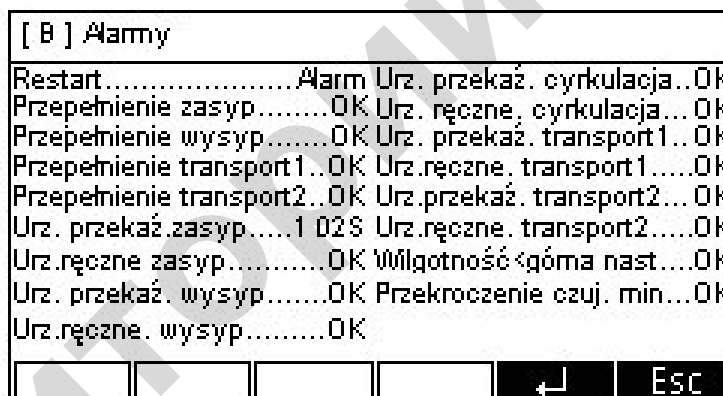 [ 8 ] Alarmy
Restart......................Alarm
Przepełnienie zasyp........OK
Przepełnienie wysyp.......OK
Przepełnienie transport1..OK
Przepełnienie transport2..OK
Urz. przekaź.zasyp.....1 02S
Urz.ręczne zasyp...........OK
Urz. przekaź. wysyp.......OK
Urz.ręczne. wysyp.........OK
Urz. przekaź. cyrkulacja..OK
Urz. ręczne. cyrkulacja...OK
Urz. przekaź. transport1..OK
Urz.ręczne. transport1.....OK
Urz.przekaź. transport2...OK
Urz.ręczne. transport2.....OK
Wilgotność<górna nast....OK
Przekroczenie czuj. min...OK
Esc